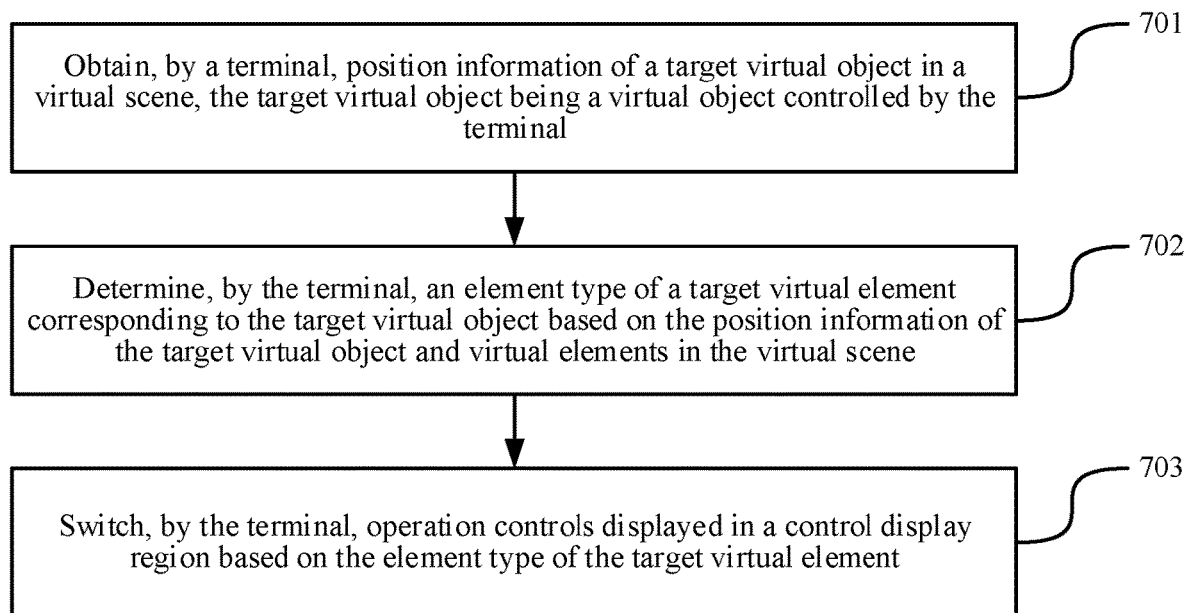 701
Obtain, by a terminal, position information of a target virtual object in a
virtual scene, the target virtual object being a virtual object controlled by the
terminal
702
Determine, by the terminal, an element type of a target virtual element
corresponding to the target virtual object based on the position information of
the target virtual object and virtual elements in the virtual scene
703
Switch, by the terminal, operation controls displayed in a control display
region based on the element type of the target virtual element